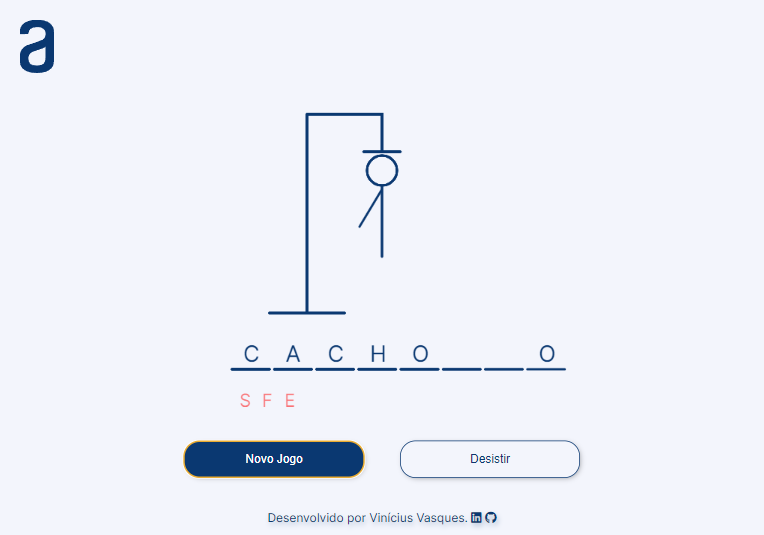 a
C A C H O _ _ O
S F E
Novo Jogo
Desistir
Desenvolvido por Vinícius Vasques.